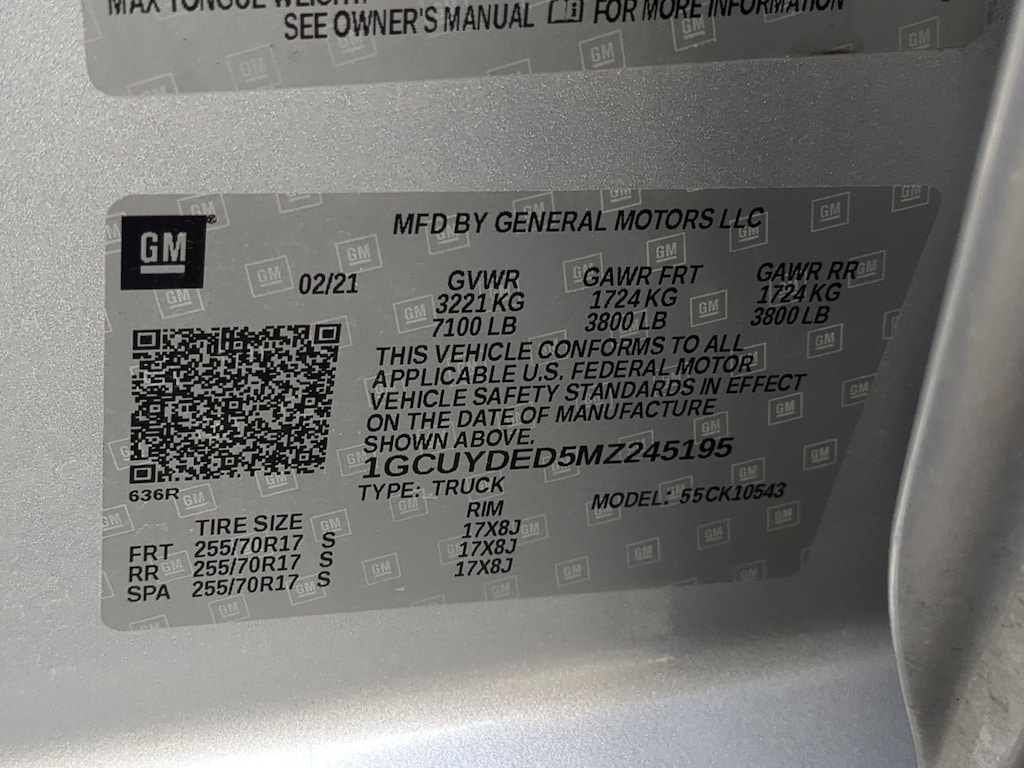 MAX TONGUE WEIGHT:
SEE OWNER'S MANUAL FOR MORE INFORMATION
GM®
MFD BY GENERAL MOTORS LLC
02/21 GVWR GAWR FRT GAWR RR
3221 KG 1724 KG 1724 KG
7100 LB 3800 LB 3800 LB
THIS VEHICLE CONFORMS TO ALL
APPLICABLE U.S. FEDERAL MOTOR
VEHICLE SAFETY STANDARDS IN EFFECT
ON THE DATE OF MANUFACTURE
SHOWN ABOVE.
1GCUYDED5MZ245195
636R
TYPE: TRUCK MODEL: 55CK10543
TIRE SIZE RIM
FRT 255/70R17 S 17X8J
RR 255/70R17 S 17X8J
SPA 255/70R17 S 17X8J